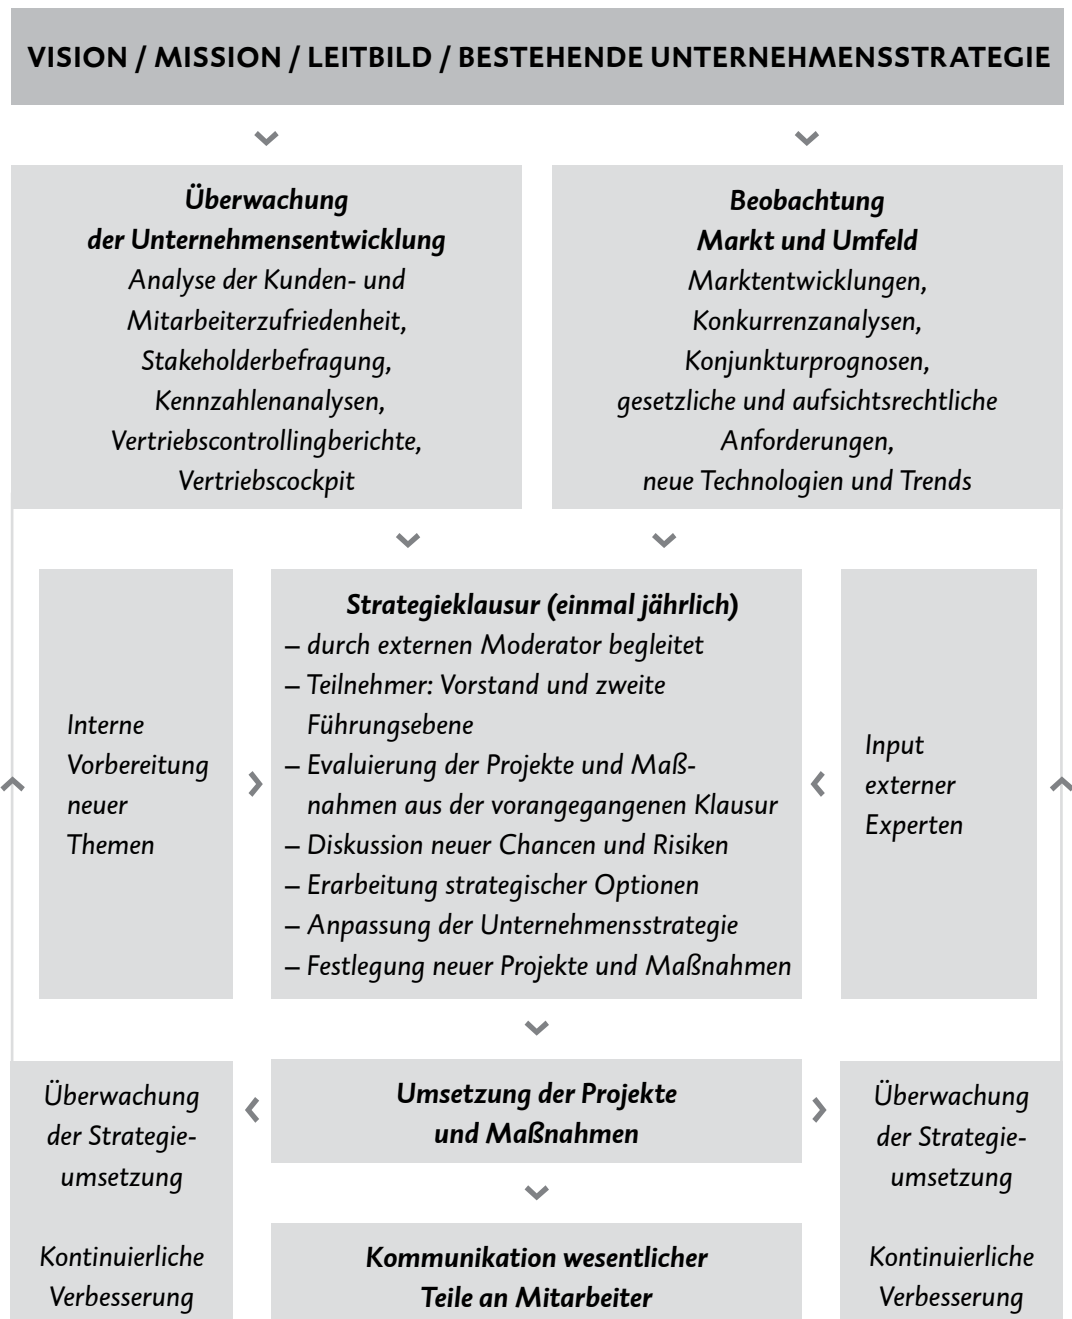 VISION / MISSION / LEITBILD / BESTEHENDE UNTERNEHMENSSTRATEGIE
Überwachung
der Unternehmensentwicklung
Analyse der Kunden- und
Mitarbeiterzufriedenheit,
Stakeholderbefragung,
Kennzahlenanalysen,
Vertriebscontrollingberichte,
Vertriebscockpit
Beobachtung
Markt und Umfeld
Marktentwicklungen,
Konkurrenzanalysen,
Konjunkturprognosen,
gesetzliche und aufsichtsrechtliche
Anforderungen,
neue Technologien und Trends
Interne
Vorbereitung
neuer
Themen
Strategieklausur (einmal jährlich)
– durch externen Moderator begleitet
– Teilnehmer: Vorstand und zweite
Führungsebene
– Evaluierung der Projekte und Maß-
nahmen aus der vorangegangenen Klausur
– Diskussion neuer Chancen und Risiken
– Erarbeitung strategischer Optionen
– Anpassung der Unternehmensstrategie
– Festlegung neuer Projekte und Maßnahmen
Input
externer
Experten
Überwachung
der Strategie-
umsetzung
Kontinuierliche
Verbesserung
Umsetzung der Projekte
und Maßnahmen
Kommunikation wesentlicher
Teile an Mitarbeiter
Überwachung
der Strategie-
umsetzung
Kontinuierliche
Verbesserung